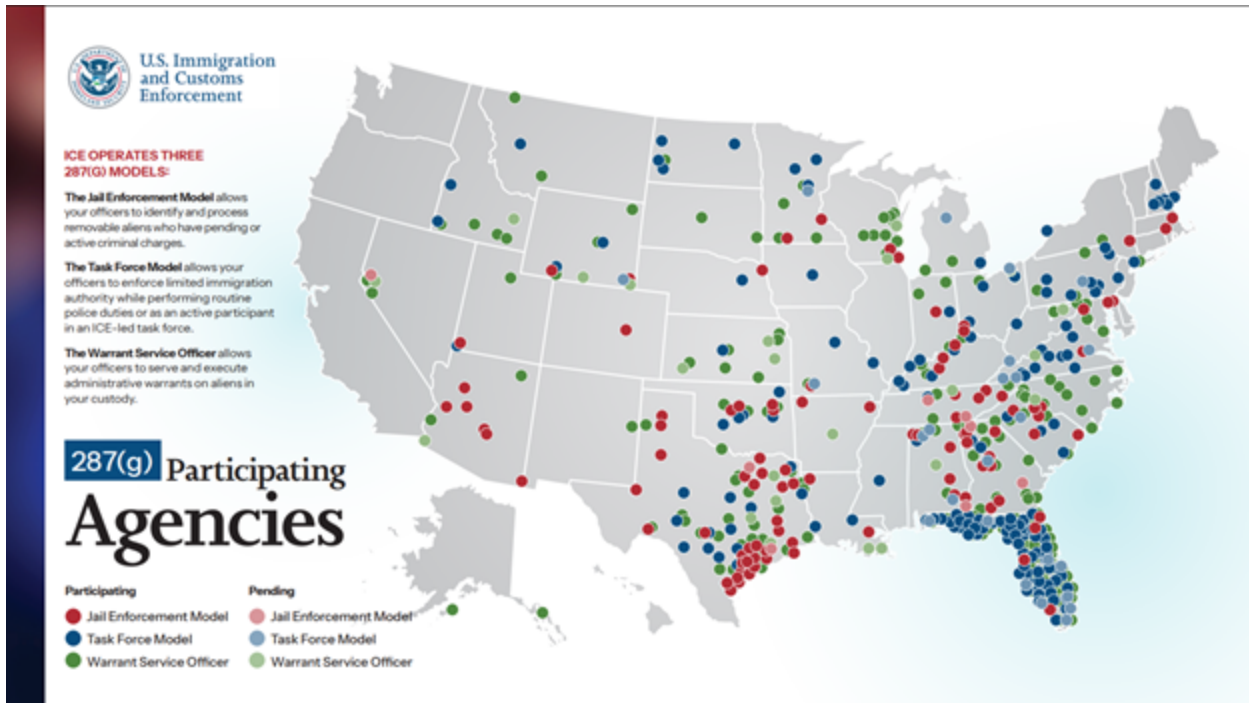 U.S. Immigration
and Customs
Enforcement
ICE OPERATES THREE
287(G) MODELS:
The Jail Enforcement Model allows
your officers to identify and process
removable aliens who have pending or
active criminal charges.
The Task Force Model allows your
officers to enforce limited immigration
authority while performing routine
police duties or as an active participant
in an ICE-led task force.
The Warrant Service Officer allows
your officers to serve and execute
administrative warrants on aliens in
your custody.
287(g) Participating
Agencies
Participating
Jail Enforcement Model
Task Force Model
Warrant Service Officer
Pending
Jail Enforcement Model
Task Force Model
Warrant Service Officer